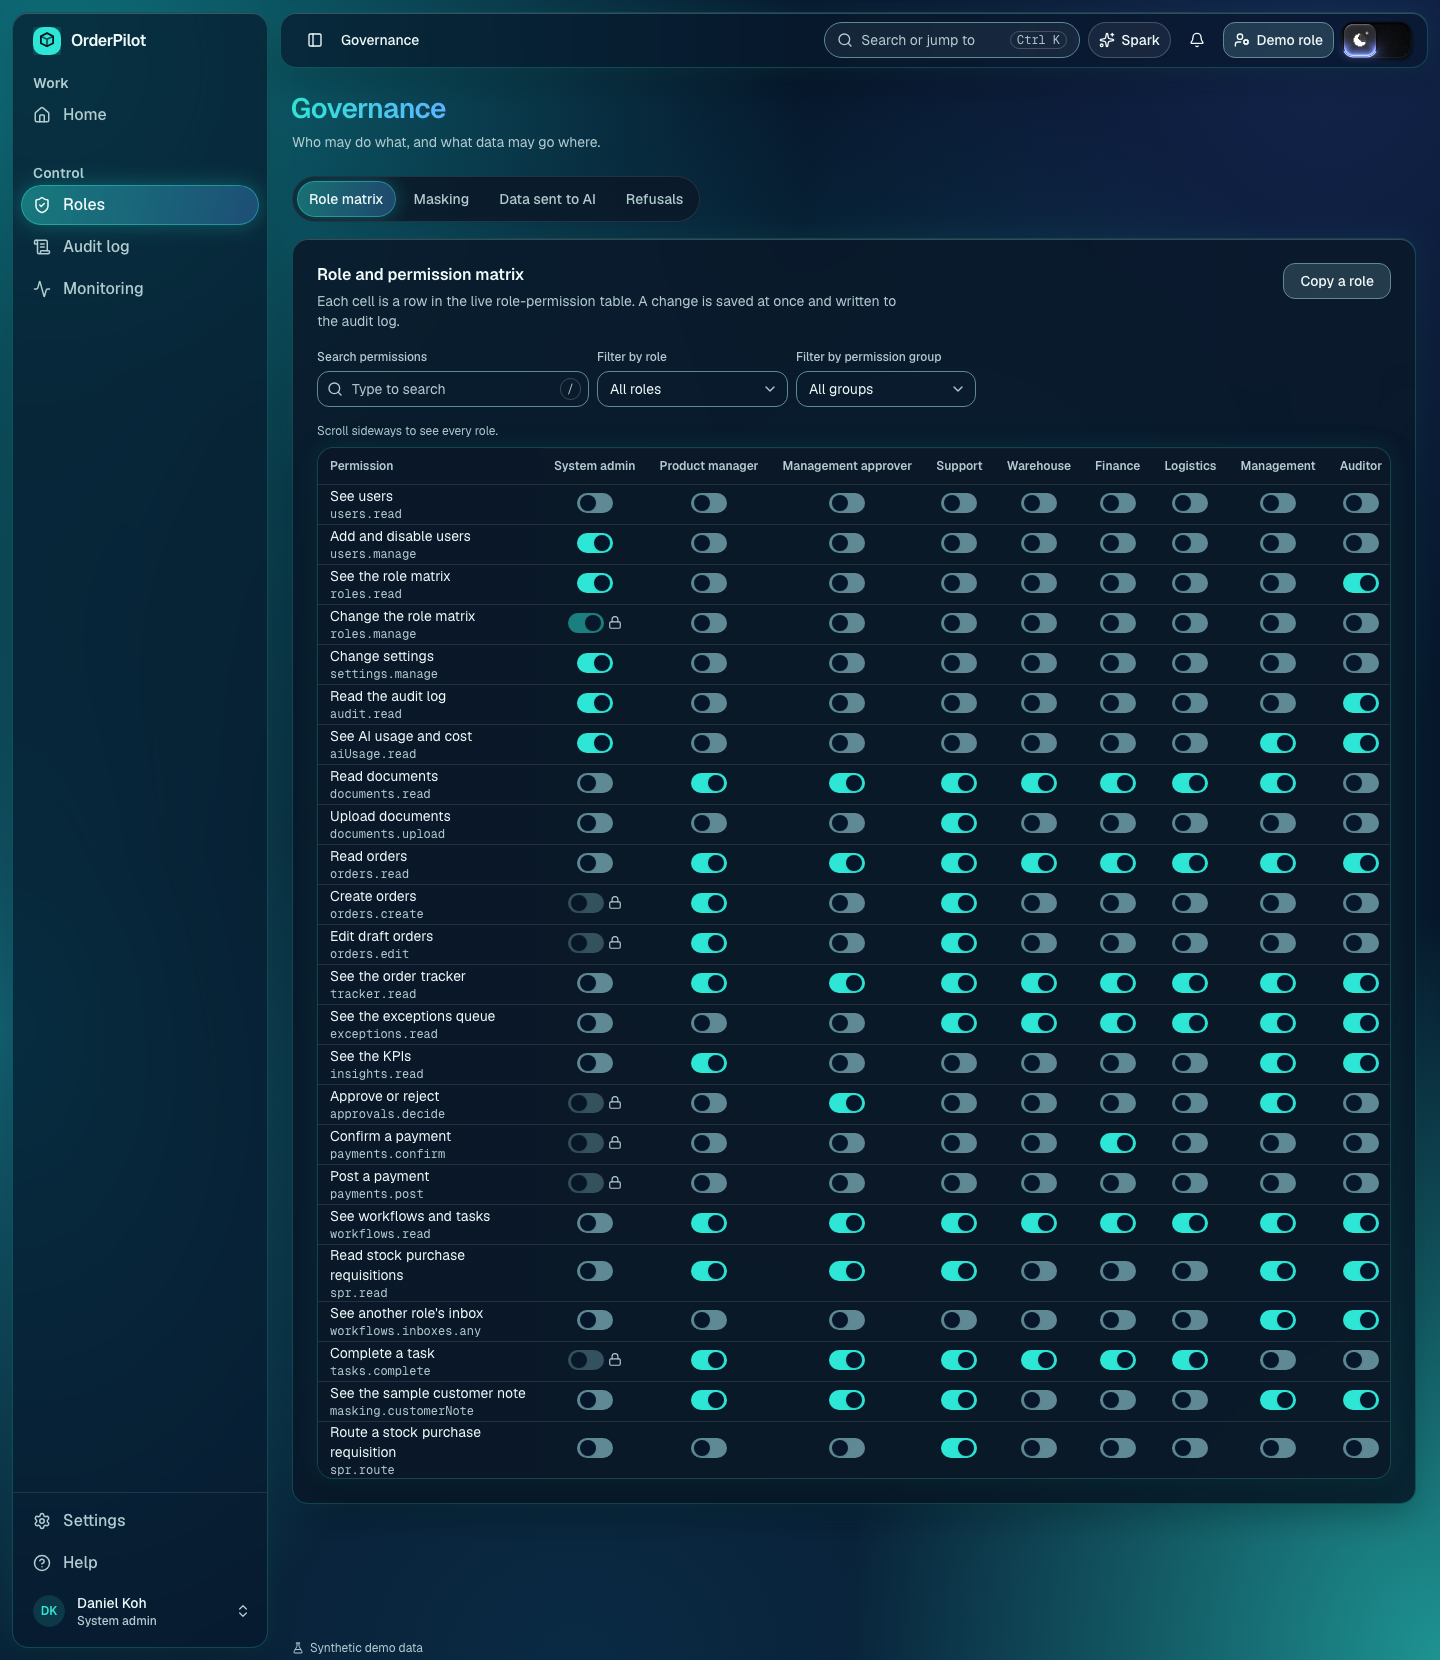 OrderPilot
Work
Home
Control
Roles
Audit log
Monitoring
Settings
Help
DK
Daniel Koh
System admin
Governance
Search or jump to
Ctrl K
Spark
Demo role
Governance
Who may do what, and what data may go where.
Role matrix
Masking
Data sent to AI
Refusals
Role and permission matrix
Each cell is a row in the live role-permission table. A change is saved at once and written to
the audit log.
Copy a role
Search permissions
Filter by role
Filter by permission group
Type to search
/
All roles
All groups
Scroll sideways to see every role.
Permission System admin Product manager Management approver Support Warehouse Finance Logistics Management Auditor
See users
users.read
Add and disable users
users.manage
See the role matrix
roles.read
Change the role matrix
roles.manage
Change settings
settings.manage
Read the audit log
audit.read
See AI usage and cost
aiUsage.read
Read documents
documents.read
Upload documents
documents.upload
Read orders
orders.read
Create orders
orders.create
Edit draft orders
orders.edit
See the order tracker
tracker.read
See the exceptions queue
exceptions.read
See the KPIs
insights.read
Approve or reject
approvals.decide
Confirm a payment
payments.confirm
Post a payment
payments.post
See workflows and tasks
workflows.read
Read stock purchase
requisitions
spr.read
See another role's inbox
workflows.inboxes.any
Complete a task
tasks.complete
See the sample customer note
masking.customerNote
Route a stock purchase
requisition
spr.route
Synthetic demo data